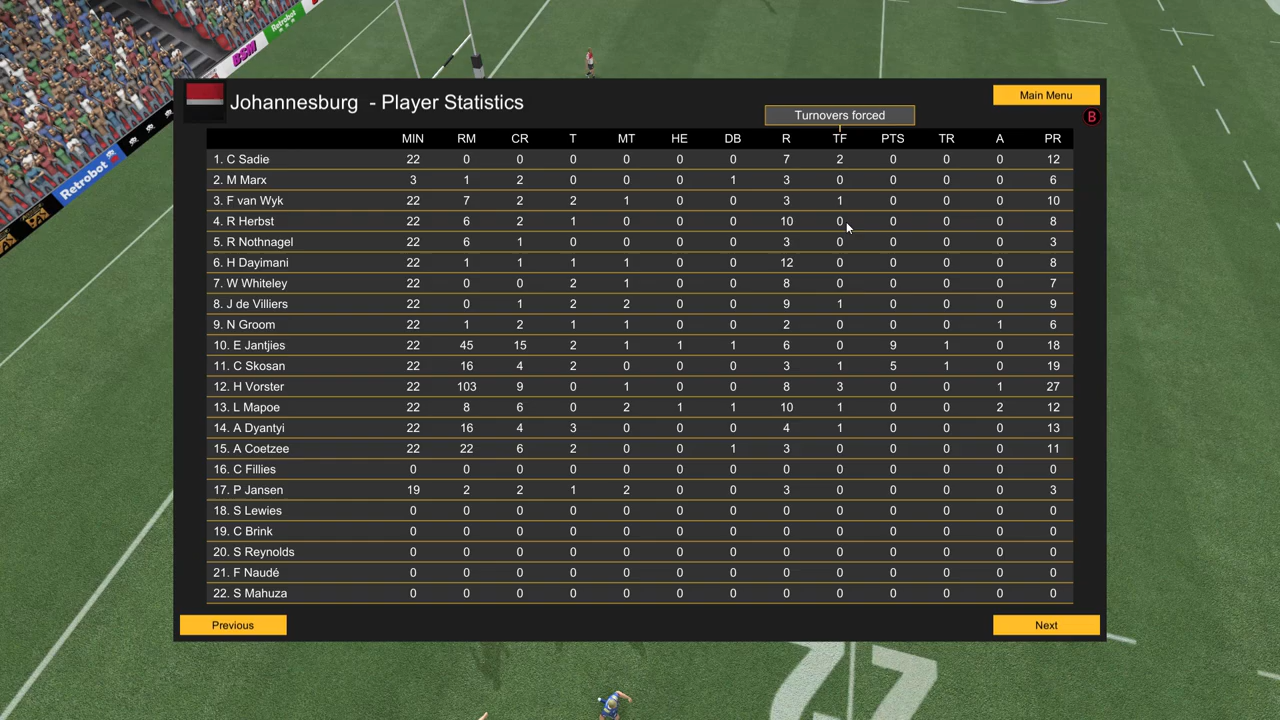 Retrobot
BSM
Retrobot
Johannesburg - Player Statistics
Main Menu
Turnovers forced
B
MIN RM CR T MT HE DB R TF PTS TR A PR
1. C Sadie 22 0 0 0 0 0 0 7 2 0 0 0 12
2. M Marx 3 1 2 0 0 0 1 3 0 0 0 0 6
3. F van Wyk 22 7 2 2 1 0 0 3 1 0 0 0 10
4. R Herbst 22 6 2 1 0 0 0 10 0 0 0 0 8
5. R Nothnagel 22 6 1 0 0 0 0 3 0 0 0 0 3
6. H Dayimani 22 1 1 1 1 0 0 12 0 0 0 0 8
7. W Whiteley 22 0 0 2 1 0 0 8 0 0 0 0 7
8. J de Villiers 22 0 1 2 2 0 0 9 1 0 0 0 9
9. N Groom 22 1 2 1 1 0 0 2 0 0 0 1 6
10. E Jantjies 22 45 15 2 1 1 1 6 0 9 1 0 18
11. C Skosan 22 16 4 2 0 0 0 3 1 5 1 0 19
12. H Vorster 22 103 9 0 1 0 0 8 3 0 0 1 27
13. L Mapoe 22 8 6 0 2 1 1 10 1 0 0 2 12
14. A Dyantyi 22 16 4 3 0 0 0 4 1 0 0 0 13
15. A Coetzee 22 22 6 2 0 0 1 3 0 0 0 0 11
16. C Fillies 0 0 0 0 0 0 0 0 0 0 0 0 0
17. P Jansen 19 2 2 1 2 0 0 3 0 0 0 0 3
18. S Lewies 0 0 0 0 0 0 0 0 0 0 0 0 0
19. C Brink 0 0 0 0 0 0 0 0 0 0 0 0 0
20. S Reynolds 0 0 0 0 0 0 0 0 0 0 0 0 0
21. F Naudé 0 0 0 0 0 0 0 0 0 0 0 0 0
22. S Mahuza 0 0 0 0 0 0 0 0 0 0 0 0 0
Previous
Next